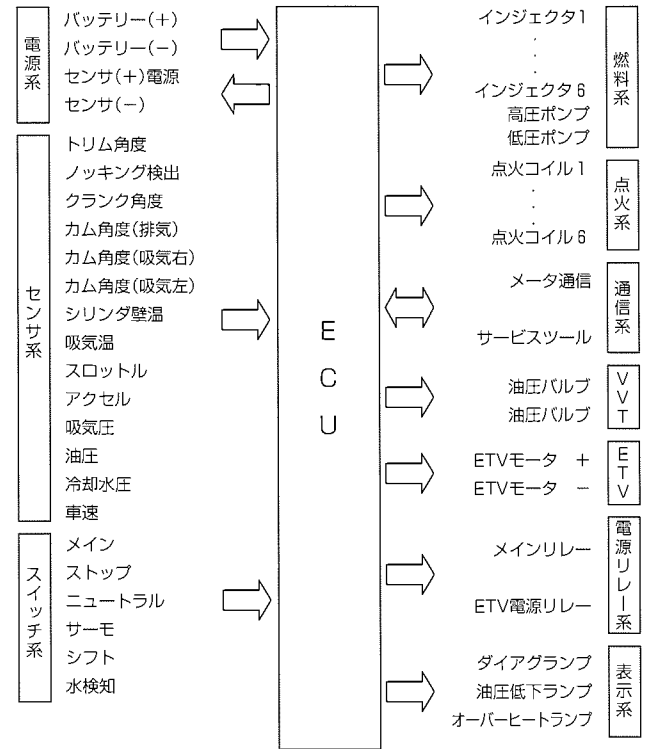 電源系
バッテリー(+)
バッテリー(−)
センサ(+)電源
センサ(−)
センサ系
トリム角度
ノッキング検出
クランク角度
カム角度(排気)
カム角度(吸気右)
カム角度(吸気左)
シリンダ壁温
吸気温
スロットル
アクセル
吸気圧
油圧
冷却水圧
車速
スイッチ系
メイン
ストップ
ニュートラル
サーモ
シフト
水検知
ECU
インジェクタ1
・
・
・
インジェクタ6
高圧ポンプ
低圧ポンプ
燃料系
点火コイル1
・
・
・
点火コイル6
点火系
メータ通信
サービスツール
通信系
油圧バルブ
油圧バルブ
VVT
ETVモータ +
ETVモータ −
ETV
メインリレー
ETV電源リレー
電源リレー系
ダイアグランプ
油圧低下ランプ
オーバーヒートランプ
表示系